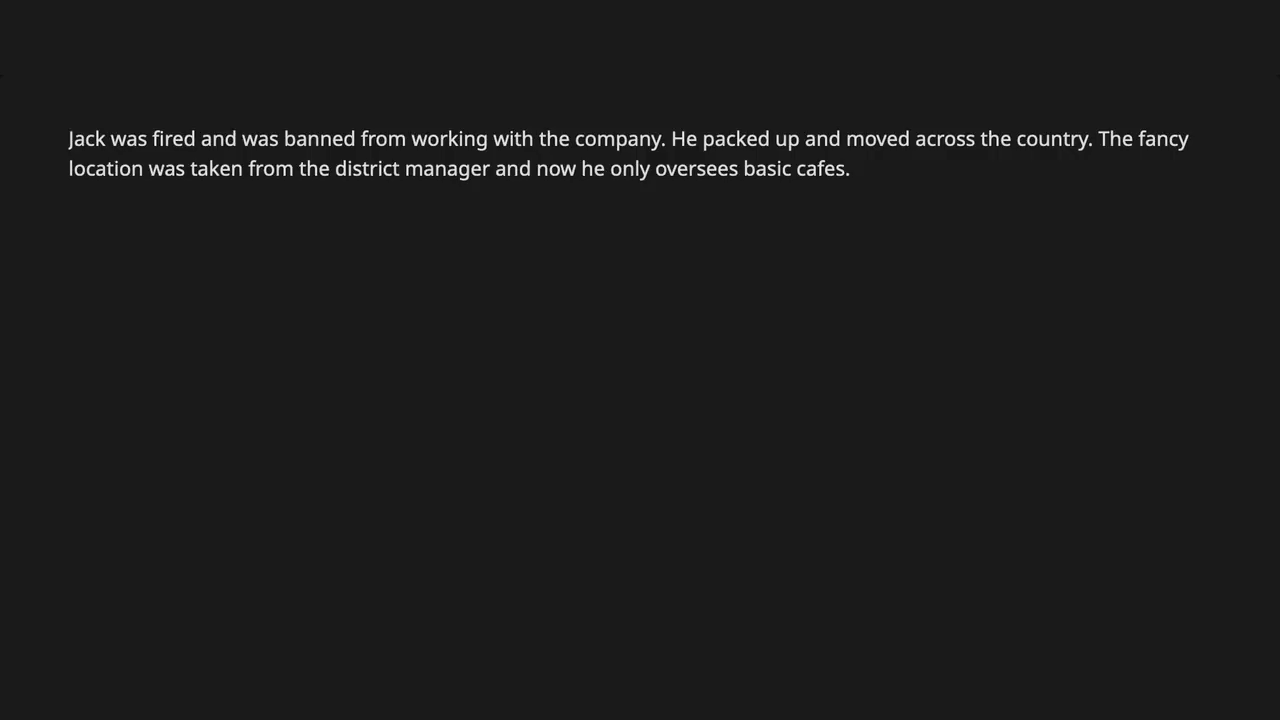 Jack was fired and was banned from working with the company. He packed up and moved across the country. The fancy
location was taken from the district manager and now he only oversees basic cafes.